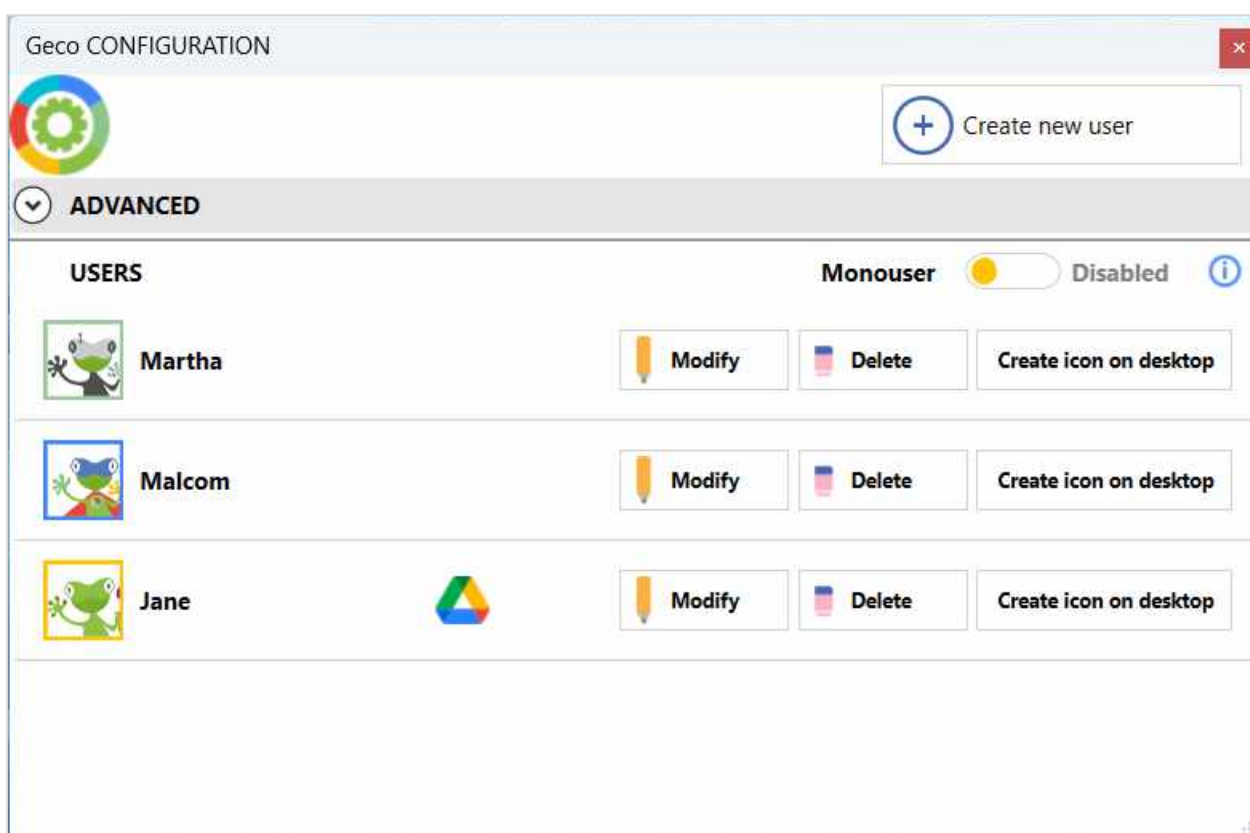 Geco CONFIGURATION
Create new user
ADVANCED
USERS Monouser Disabled
Martha Modify Delete Create icon on desktop
Malcom Modify Delete Create icon on desktop
Jane Modify Delete Create icon on desktop